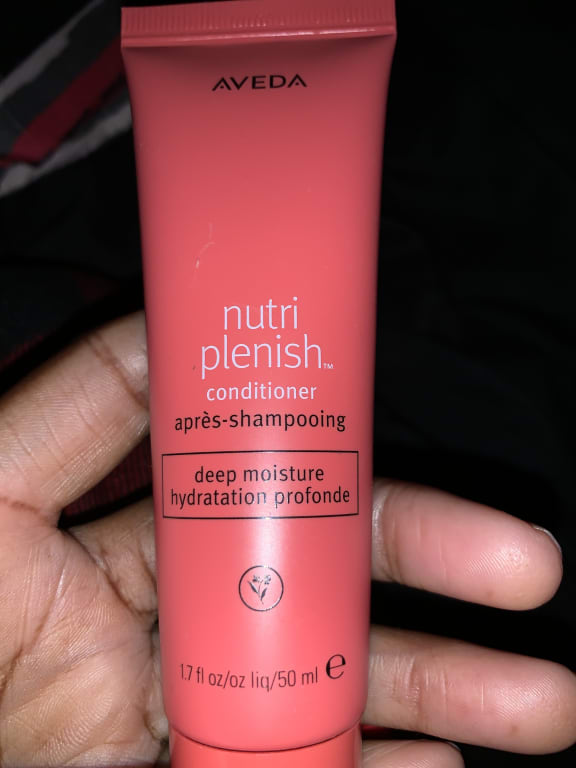 AVEDA
nutri
plenish™
conditioner
après-shampooing
deep moisture
hydratation profonde
1.7 fl oz/oz liq/50 ml ℮